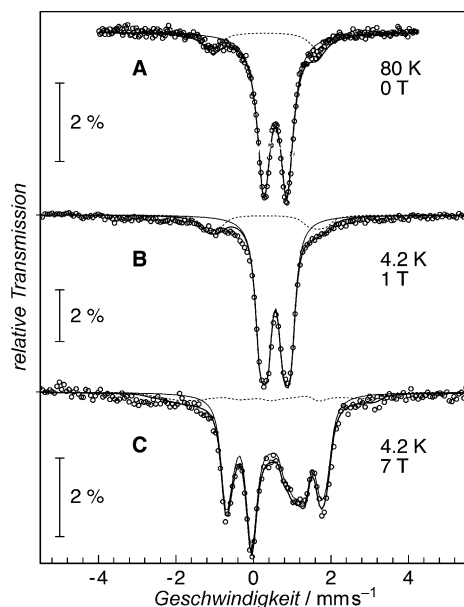 A
80 K
0 T
2 %
relative Transmission
B
4.2 K
1 T
2 %
C
4.2 K
7 T
2 %
-4 -2 0 2 4
Geschwindigkeit / mms⁻¹